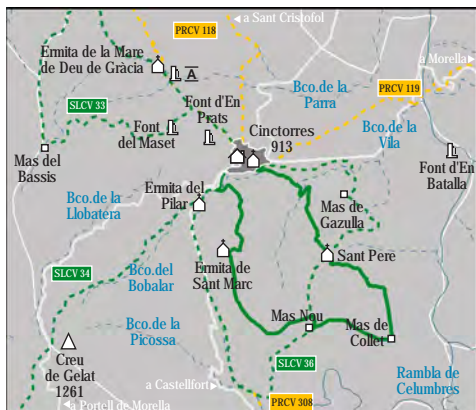 a Sant Cristofol
PRCV 118
Ermita de la Mare
de Deu de Gràcia
A
a Morella
Bco.de la
Parra
PRCV 119
SLCV 33
Font d'En
Prats
Font
del Maset
Cinctorres
913
Bco.de la
Vila
Mas del
Bassis
Font d'En
Batalla
Ermita del
Pilar
Bco.de la
Llobatera
Mas de
Gazulla
Sant Pere
SLCV 34
Bco.del
Bobalar
Ermita de
Sant Marc
Bco.de la
Picossa
Mas Nou
Mas de
Collet
Creu
de Gelat
1261
SLCV 36
Rambla de
Celumbres
a Castellfort
a Portell de Morella
PRCV 308